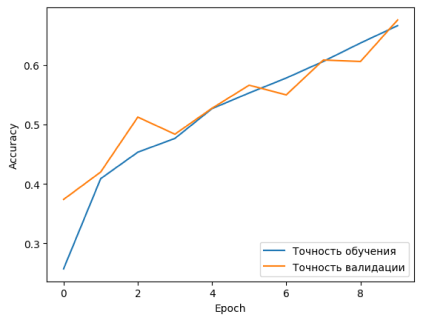 0.6
0.5
0.4
0.3
Accuracy
Точность обучения
Точность валидации
0 2 4 6 8
Epoch